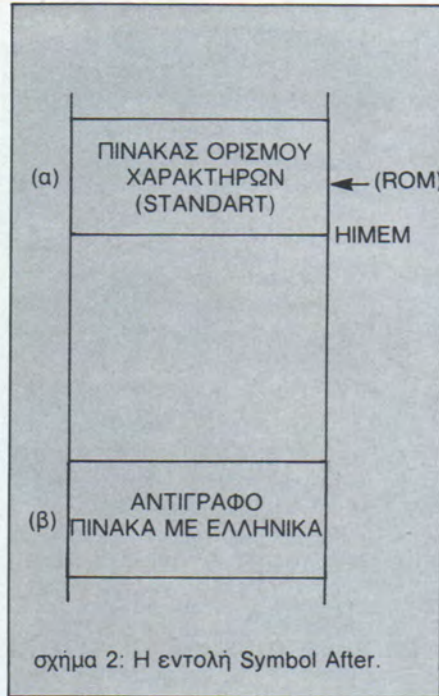 ΠΙΝΑΚΑΣ ΟΡΙΣΜΟΥ
ΧΑΡΑΚΤΗΡΩΝ
(STANDART)
(α)
(ROM)
HIMEM
ΑΝΤΙΓΡΑΦΟ
ΠΙΝΑΚΑ ΜΕ ΕΛΛΗΝΙΚΑ
(β)
σχήμα 2: Η εντολή Symbol After.